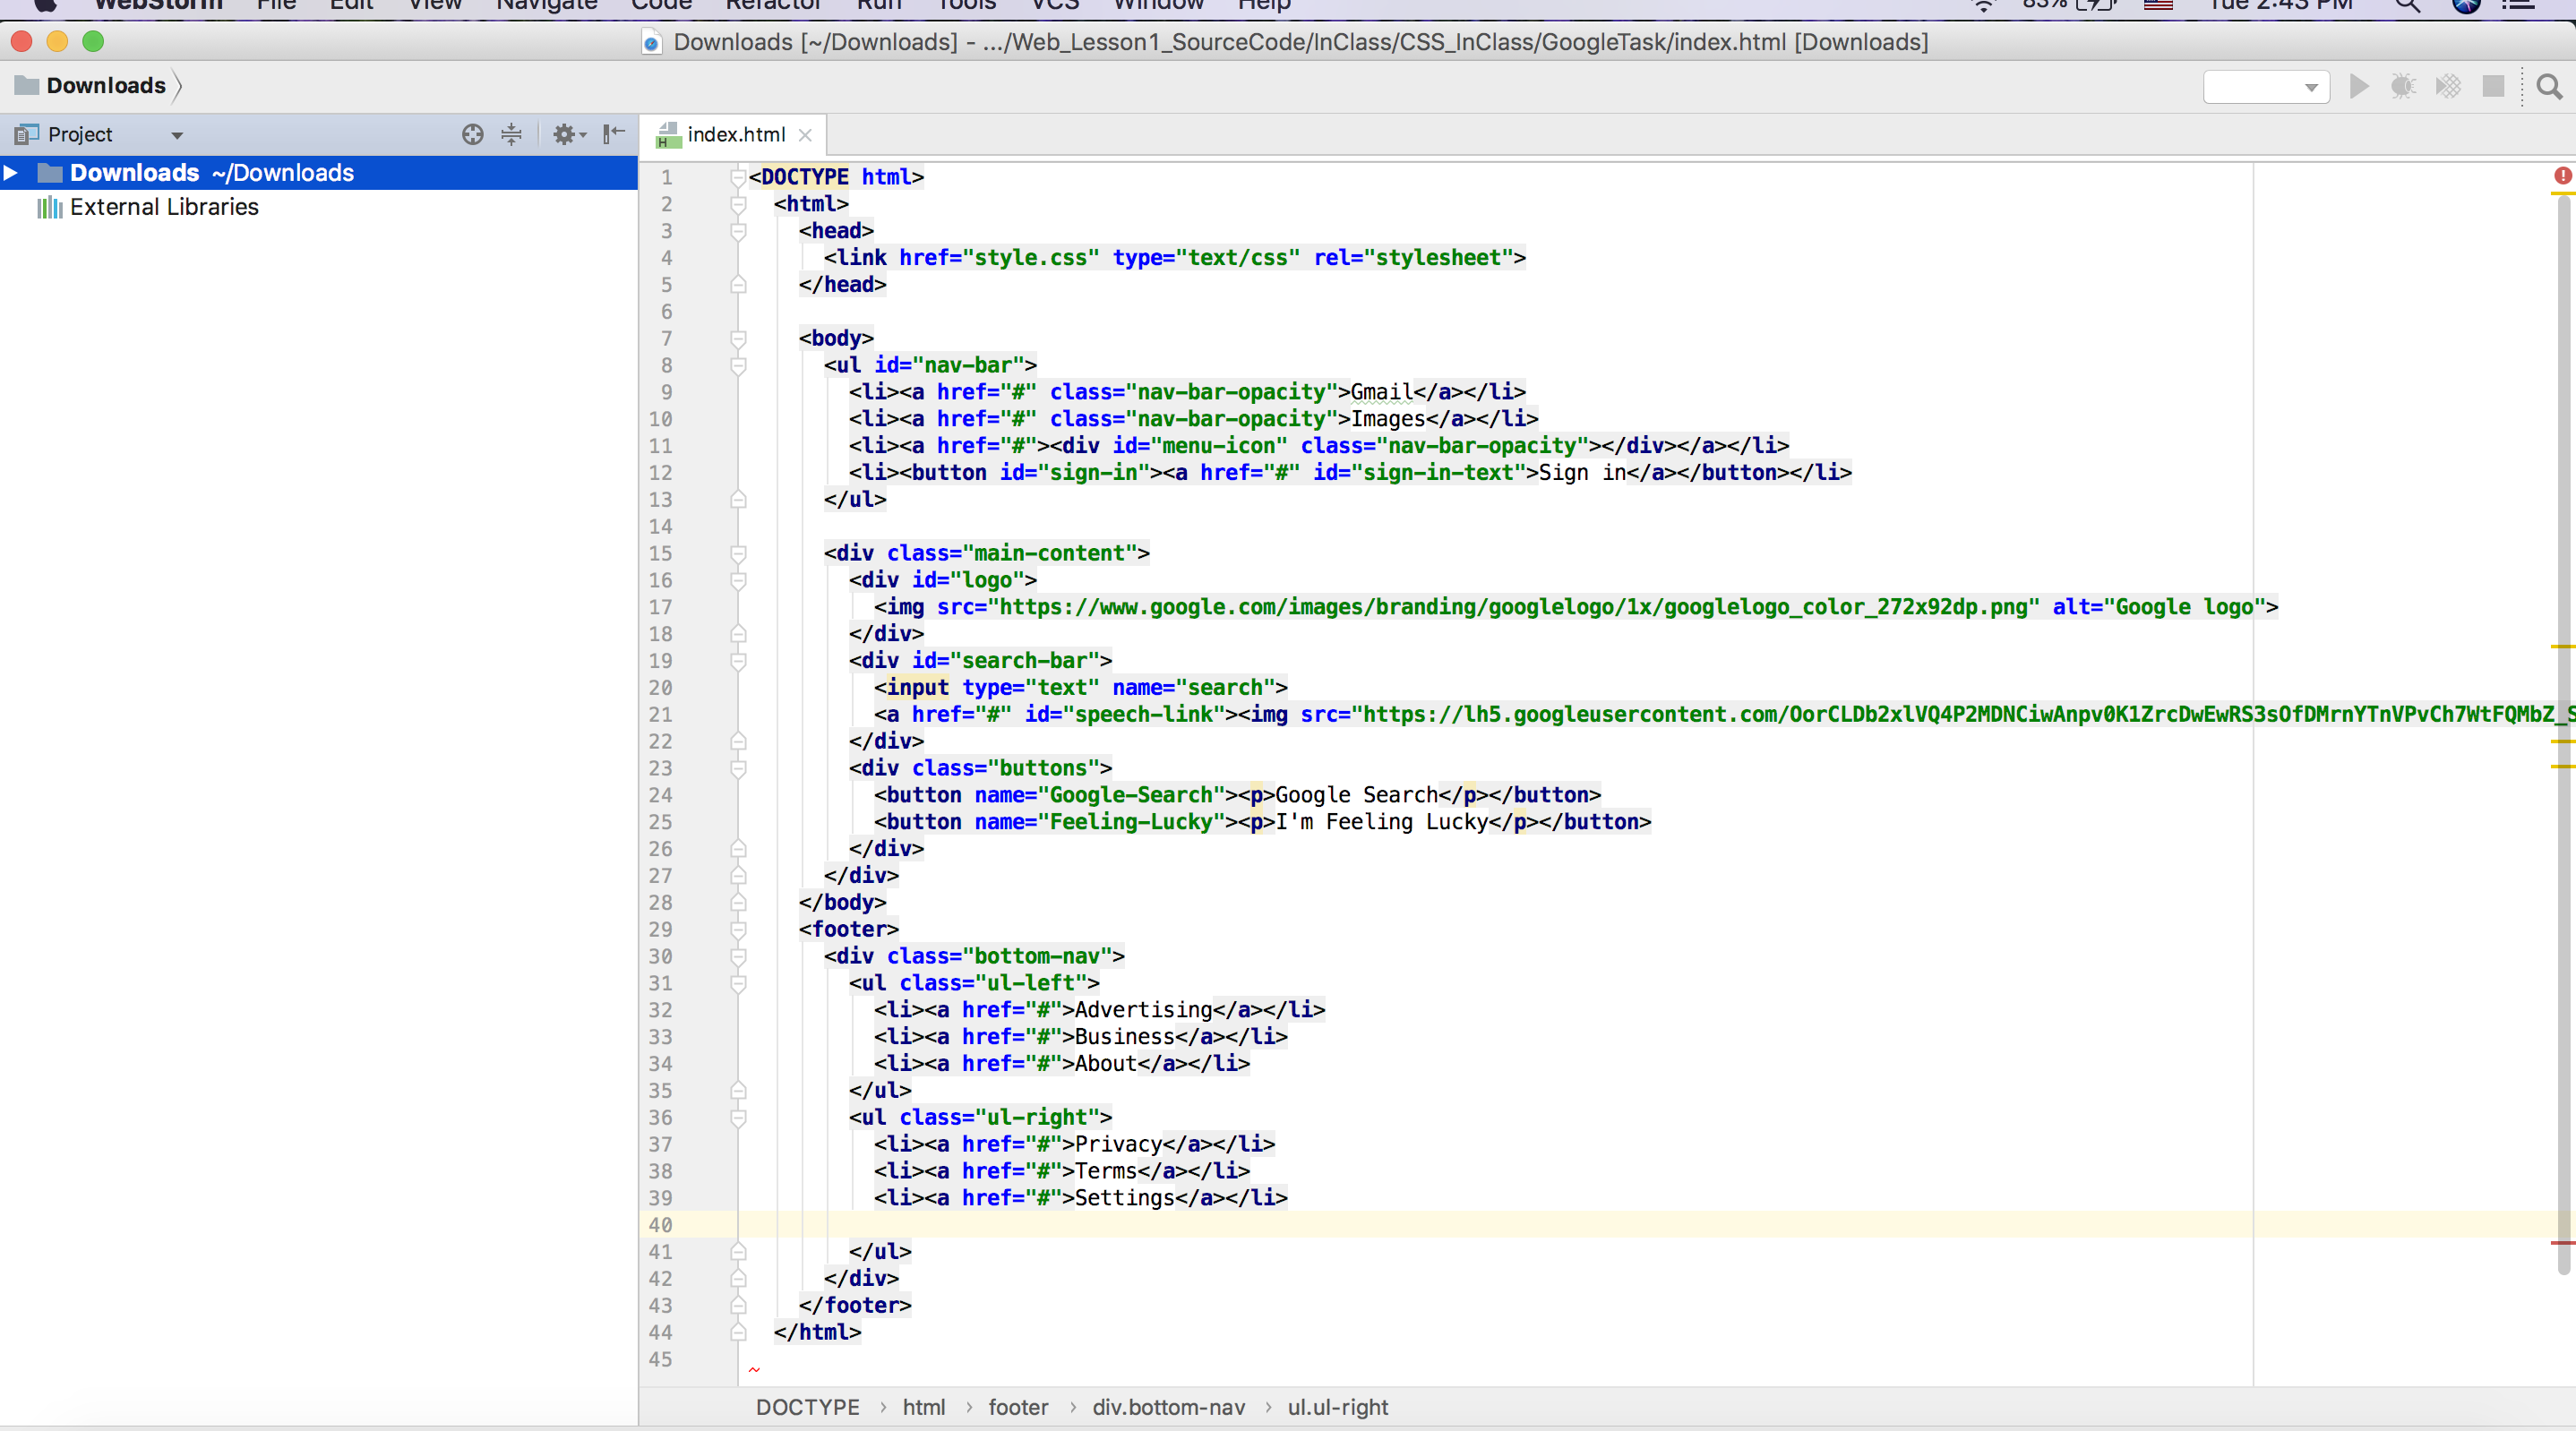 WebStorm File Edit View Navigate Code Refactor Run Tools VCS Window Help 83% Tue 2:43 PM
Downloads [~/Downloads] - .../Web_Lesson1_SourceCode/InClass/CSS_InClass/GoogleTask/index.html [Downloads]
Downloads
Project
index.html
Downloads ~/Downloads
External Libraries
1 <DOCTYPE html>
2 <html>
3 <head>
4 <link href="style.css" type="text/css" rel="stylesheet">
5 </head>
6
7 <body>
8 <ul id="nav-bar">
9 <li><a href="#" class="nav-bar-opacity">Gmail</a></li>
10 <li><a href="#" class="nav-bar-opacity">Images</a></li>
11 <li><a href="#"><div id="menu-icon" class="nav-bar-opacity"></div></a></li>
12 <li><button id="sign-in"><a href="#" id="sign-in-text">Sign in</a></button></li>
13 </ul>
14
15 <div class="main-content">
16 <div id="logo">
17 <img src="https://www.google.com/images/branding/googlelogo/1x/googlelogo_color_272x92dp.png" alt="Google logo">
18 </div>
19 <div id="search-bar">
20 <input type="text" name="search">
21 <a href="#" id="speech-link"><img src="https://lh5.googleusercontent.com/OorCLDb2xlVQ4P2MDNCiwAnpv0K1ZrcDwEwRS3sOfDMrnYTnVPvCh7WtFQMbZ_S
22 </div>
23 <div class="buttons">
24 <button name="Google-Search"><p>Google Search</p></button>
25 <button name="Feeling-Lucky"><p>I'm Feeling Lucky</p></button>
26 </div>
27 </div>
28 </body>
29 <footer>
30 <div class="bottom-nav">
31 <ul class="ul-left">
32 <li><a href="#">Advertising</a></li>
33 <li><a href="#">Business</a></li>
34 <li><a href="#">About</a></li>
35 </ul>
36 <ul class="ul-right">
37 <li><a href="#">Privacy</a></li>
38 <li><a href="#">Terms</a></li>
39 <li><a href="#">Settings</a></li>
40
41 </ul>
42 </div>
43 </footer>
44 </html>
45
DOCTYPE › html › footer › div.bottom-nav › ul.ul-right